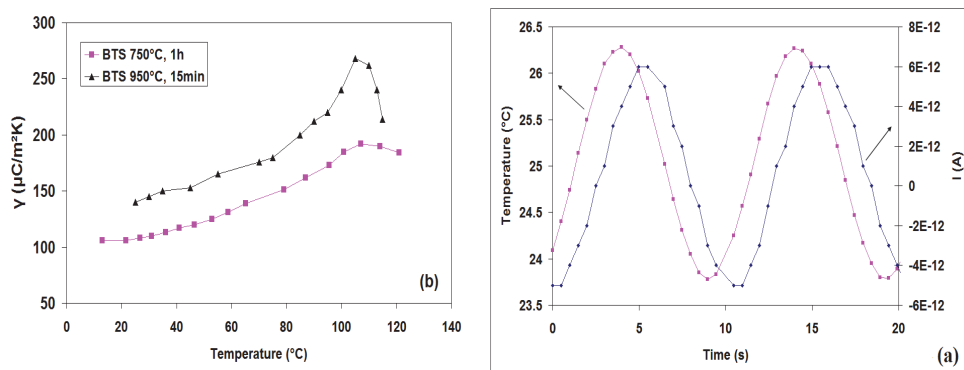 300
250
200
150
100
50
Y (µC/m²K)
BTS 750°C, 1h
BTS 950°C, 15min
(b)
0 20 40 60 80 100 120 140
Temperature (°C)
26.5
26
25.5
25
24.5
24
23.5
Temperature (°C)
8E-12
6E-12
4E-12
2E-12
0
-2E-12
-4E-12
-6E-12
I (A)
0 5 10 15 20
Time (s)
(a)